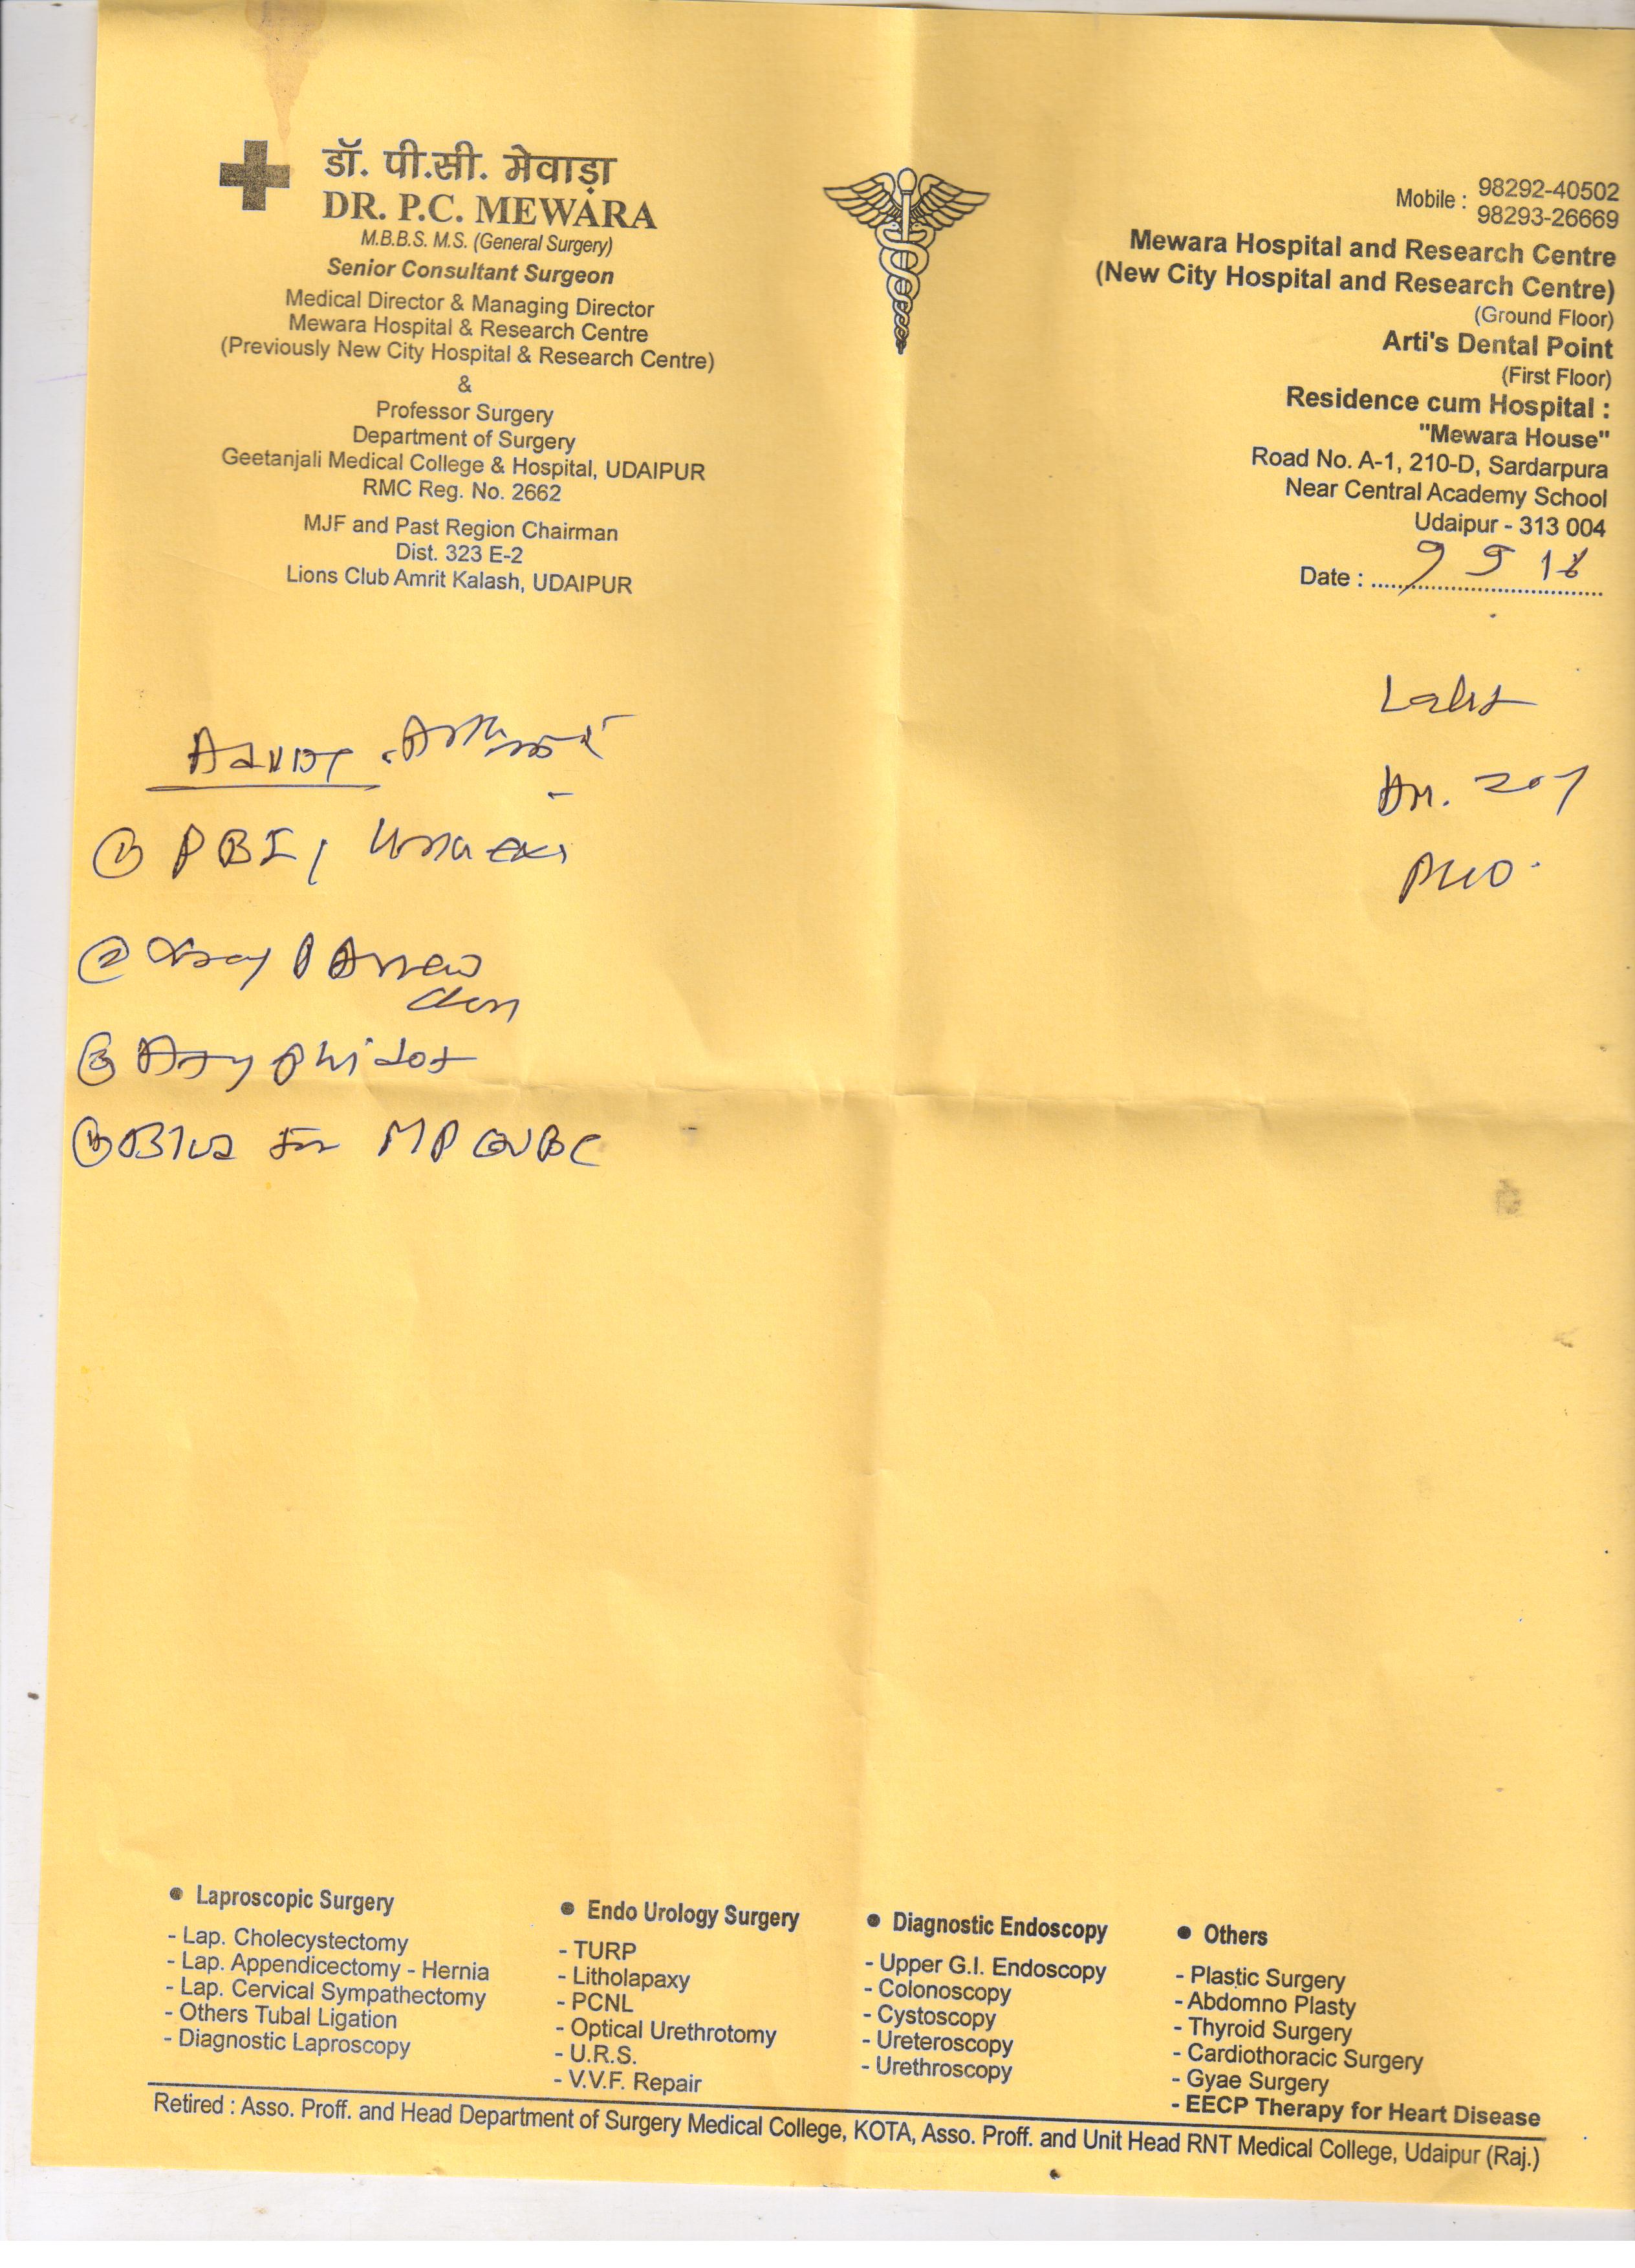 डॉ. पी.सी. मेवाड़ा
DR. P.C. MEWARA
M.B.B.S. M.S. (General Surgery)
Senior Consultant Surgeon
Medical Director & Managing Director
Mewara Hospital & Research Centre
(Previously New City Hospital & Research Centre)
&
Professor Surgery
Department of Surgery
Geetanjali Medical College & Hospital, UDAIPUR
RMC Reg. No. 2662
MJF and Past Region Chairman
Dist. 323 E-2
Lions Club Amrit Kalash, UDAIPUR
Mobile : 98292-40502
98293-26669
Mewara Hospital and Research Centre
(New City Hospital and Research Centre)
(Ground Floor)
Arti's Dental Point
(First Floor)
Residence cum Hospital :
"Mewara House"
Road No. A-1, 210-D, Sardarpura
Near Central Academy School
Udaipur - 313 004
Date : 9 5
Lalit
207
① PBF,
②
③
④ for MP QBC
• Laproscopic Surgery
- Lap. Cholecystectomy
- Lap. Appendicectomy - Hernia
- Lap. Cervical Sympathectomy
- Others Tubal Ligation
- Diagnostic Laproscopy
• Endo Urology Surgery
- TURP
- Litholapaxy
- PCNL
- Optical Urethrotomy
- U.R.S.
- V.V.F. Repair
• Diagnostic Endoscopy
- Upper G.I. Endoscopy
- Colonoscopy
- Cystoscopy
- Ureteroscopy
- Urethroscopy
• Others
- Plastic Surgery
- Abdomno Plasty
- Thyroid Surgery
- Cardiothoracic Surgery
- Gyae Surgery
- EECP Therapy for Heart Disease
Retired : Asso. Proff. and Head Department of Surgery Medical College, KOTA, Asso. Proff. and Unit Head RNT Medical College, Udaipur (Raj.)